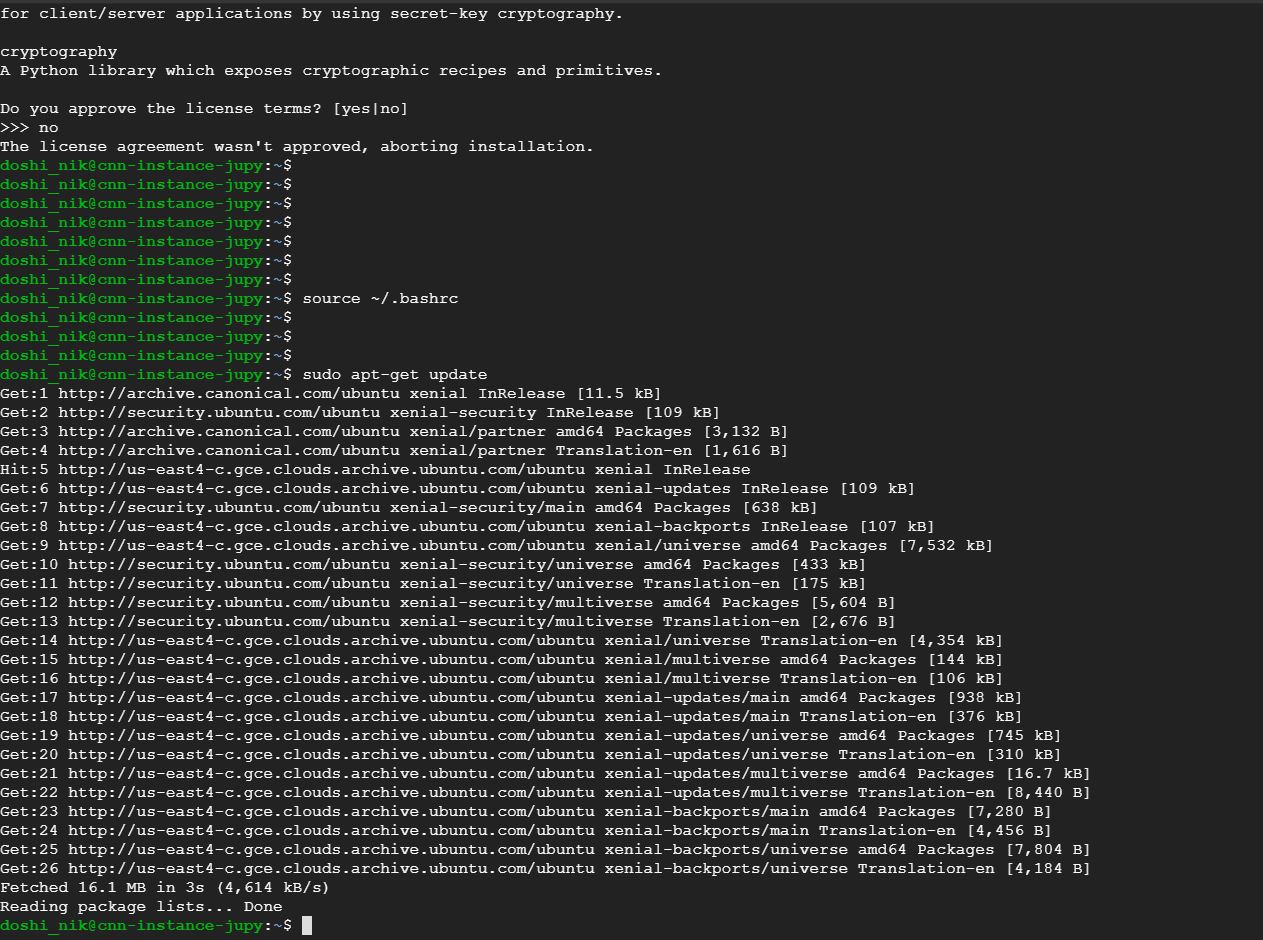 for client/server applications by using secret-key cryptography.
cryptography
A Python library which exposes cryptographic recipes and primitives.
Do you approve the license terms? [yes|no]
>>> no
The license agreement wasn't approved, aborting installation.
doshi_nik@cnn-instance-jupy:~$
doshi_nik@cnn-instance-jupy:~$
doshi_nik@cnn-instance-jupy:~$
doshi_nik@cnn-instance-jupy:~$
doshi_nik@cnn-instance-jupy:~$
doshi_nik@cnn-instance-jupy:~$
doshi_nik@cnn-instance-jupy:~$
doshi_nik@cnn-instance-jupy:~$ source ~/.bashrc
doshi_nik@cnn-instance-jupy:~$
doshi_nik@cnn-instance-jupy:~$
doshi_nik@cnn-instance-jupy:~$
doshi_nik@cnn-instance-jupy:~$ sudo apt-get update
Get:1 http://archive.canonical.com/ubuntu xenial InRelease [11.5 kB]
Get:2 http://security.ubuntu.com/ubuntu xenial-security InRelease [109 kB]
Get:3 http://archive.canonical.com/ubuntu xenial/partner amd64 Packages [3,132 B]
Get:4 http://archive.canonical.com/ubuntu xenial/partner Translation-en [1,616 B]
Hit:5 http://us-east4-c.gce.clouds.archive.ubuntu.com/ubuntu xenial InRelease
Get:6 http://us-east4-c.gce.clouds.archive.ubuntu.com/ubuntu xenial-updates InRelease [109 kB]
Get:7 http://security.ubuntu.com/ubuntu xenial-security/main amd64 Packages [638 kB]
Get:8 http://us-east4-c.gce.clouds.archive.ubuntu.com/ubuntu xenial-backports InRelease [107 kB]
Get:9 http://us-east4-c.gce.clouds.archive.ubuntu.com/ubuntu xenial/universe amd64 Packages [7,532 kB]
Get:10 http://security.ubuntu.com/ubuntu xenial-security/universe amd64 Packages [433 kB]
Get:11 http://security.ubuntu.com/ubuntu xenial-security/universe Translation-en [175 kB]
Get:12 http://security.ubuntu.com/ubuntu xenial-security/multiverse amd64 Packages [5,604 B]
Get:13 http://security.ubuntu.com/ubuntu xenial-security/multiverse Translation-en [2,676 B]
Get:14 http://us-east4-c.gce.clouds.archive.ubuntu.com/ubuntu xenial/universe Translation-en [4,354 kB]
Get:15 http://us-east4-c.gce.clouds.archive.ubuntu.com/ubuntu xenial/multiverse amd64 Packages [144 kB]
Get:16 http://us-east4-c.gce.clouds.archive.ubuntu.com/ubuntu xenial/multiverse Translation-en [106 kB]
Get:17 http://us-east4-c.gce.clouds.archive.ubuntu.com/ubuntu xenial-updates/main amd64 Packages [938 kB]
Get:18 http://us-east4-c.gce.clouds.archive.ubuntu.com/ubuntu xenial-updates/main Translation-en [376 kB]
Get:19 http://us-east4-c.gce.clouds.archive.ubuntu.com/ubuntu xenial-updates/universe amd64 Packages [745 kB]
Get:20 http://us-east4-c.gce.clouds.archive.ubuntu.com/ubuntu xenial-updates/universe Translation-en [310 kB]
Get:21 http://us-east4-c.gce.clouds.archive.ubuntu.com/ubuntu xenial-updates/multiverse amd64 Packages [16.7 kB]
Get:22 http://us-east4-c.gce.clouds.archive.ubuntu.com/ubuntu xenial-updates/multiverse Translation-en [8,440 B]
Get:23 http://us-east4-c.gce.clouds.archive.ubuntu.com/ubuntu xenial-backports/main amd64 Packages [7,280 B]
Get:24 http://us-east4-c.gce.clouds.archive.ubuntu.com/ubuntu xenial-backports/main Translation-en [4,456 B]
Get:25 http://us-east4-c.gce.clouds.archive.ubuntu.com/ubuntu xenial-backports/universe amd64 Packages [7,804 B]
Get:26 http://us-east4-c.gce.clouds.archive.ubuntu.com/ubuntu xenial-backports/universe Translation-en [4,184 B]
Fetched 16.1 MB in 3s (4,614 kB/s)
Reading package lists... Done
doshi_nik@cnn-instance-jupy:~$